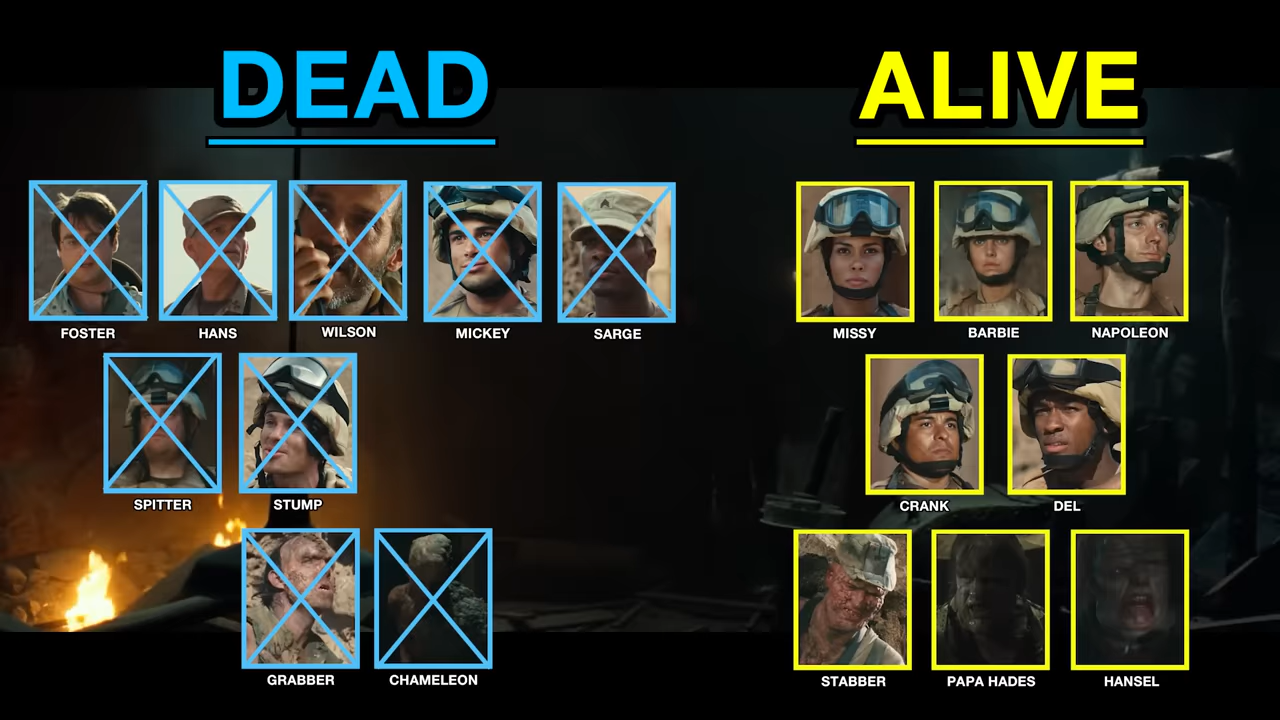 DEAD
ALIVE
FOSTER
HANS
WILSON
MICKEY
SARGE
MISSY
BARBIE
NAPOLEON
SPITTER
STUMP
CRANK
DEL
GRABBER
CHAMELEON
STABBER
PAPA HADES
HANSEL